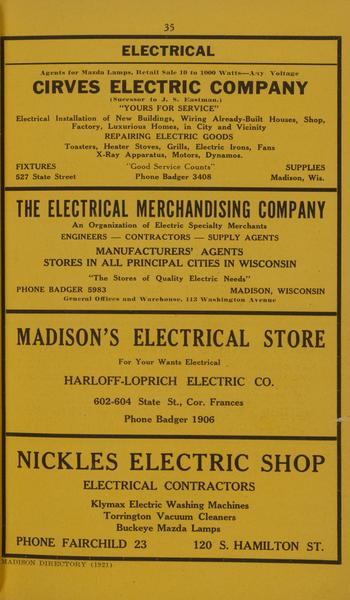 35
ELECTRICAL
Agents for Mazda Lamps, Retail Sale 10 to 1000 Watts—Any Voltage
CIRVES ELECTRIC COMPANY
(Sucessor to J. S. Eastman.)
"YOURS FOR SERVICE"
Electrical Installation of New Buildings, Wiring Already-Built Houses, Shop,
Factory, Luxurious Homes, in City and Vicinity
REPAIRING ELECTRIC GOODS
Toasters, Heater Stoves, Grills, Electric Irons, Fans
X-Ray Apparatus, Motors, Dynamos.
FIXTURES "Good Service Counts" SUPPLIES
527 State Street Phone Badger 3408 Madison, Wis.
THE ELECTRICAL MERCHANDISING COMPANY
An Organization of Electric Specialty Merchants
ENGINEERS — CONTRACTORS — SUPPLY AGENTS
MANUFACTURERS' AGENTS
STORES IN ALL PRINCIPAL CITIES IN WISCONSIN
"The Stores of Quality Electric Needs"
PHONE BADGER 5983 MADISON, WISCONSIN
General Offices and Warehouse, 113 Washington Avenue
MADISON'S ELECTRICAL STORE
For Your Wants Electrical
HARLOFF-LOPRICH ELECTRIC CO.
602-604 State St., Cor. Frances
Phone Badger 1906
NICKLES ELECTRIC SHOP
ELECTRICAL CONTRACTORS
Klymax Electric Washing Machines
Torrington Vacuum Cleaners
Buckeye Mazda Lamps
PHONE FAIRCHILD 23 120 S. HAMILTON ST.
MADISON DIRECTORY (1921)